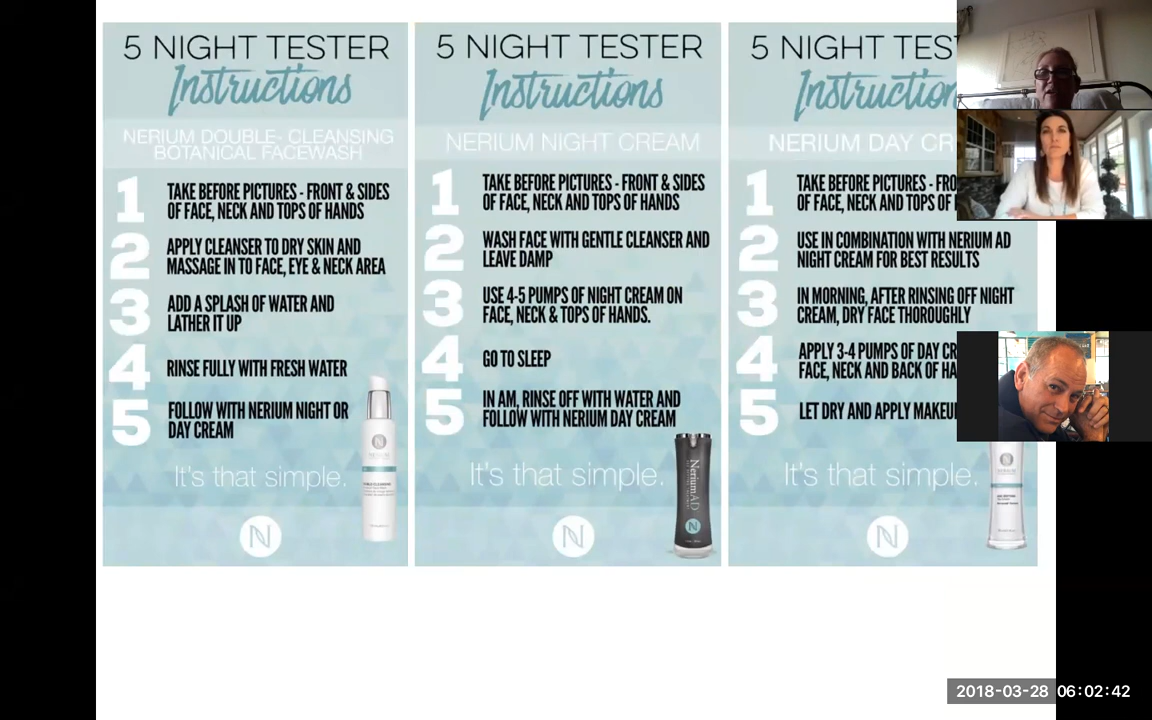 5 NIGHT TESTER
Instructions
NERIUM DOUBLE- CLEANSING
BOTANICAL FACEWASH
1 TAKE BEFORE PICTURES - FRONT & SIDES
OF FACE, NECK AND TOPS OF HANDS
2 APPLY CLEANSER TO DRY SKIN AND
MASSAGE IN TO FACE, EYE & NECK AREA
3 ADD A SPLASH OF WATER AND
LATHER IT UP
4 RINSE FULLY WITH FRESH WATER
5 FOLLOW WITH NERIUM NIGHT OR
DAY CREAM
It's that simple.
N
5 NIGHT TESTER
Instructions
NERIUM NIGHT CREAM
1 TAKE BEFORE PICTURES - FRONT & SIDES
OF FACE, NECK AND TOPS OF HANDS
2 WASH FACE WITH GENTLE CLEANSER AND
LEAVE DAMP
3 USE 4-5 PUMPS OF NIGHT CREAM ON
FACE, NECK & TOPS OF HANDS.
4 GO TO SLEEP
5 IN AM, RINSE OFF WITH WATER AND
FOLLOW WITH NERIUM DAY CREAM
It's that simple.
NeriumAD
N
5 NIGHT TES
Instruction
NERIUM DAY CR
1 TAKE BEFORE PICTURES - FRO
OF FACE, NECK AND TOPS OF
2 USE IN COMBINATION WITH NERIUM AD
NIGHT CREAM FOR BEST RESULTS
3 IN MORNING, AFTER RINSING OFF NIGHT
CREAM, DRY FACE THOROUGHLY
4 APPLY 3-4 PUMPS OF DAY CR
FACE, NECK AND BACK OF HA
5 LET DRY AND APPLY MAKEU
It's that simple.
N
2018-03-28 06:02:42